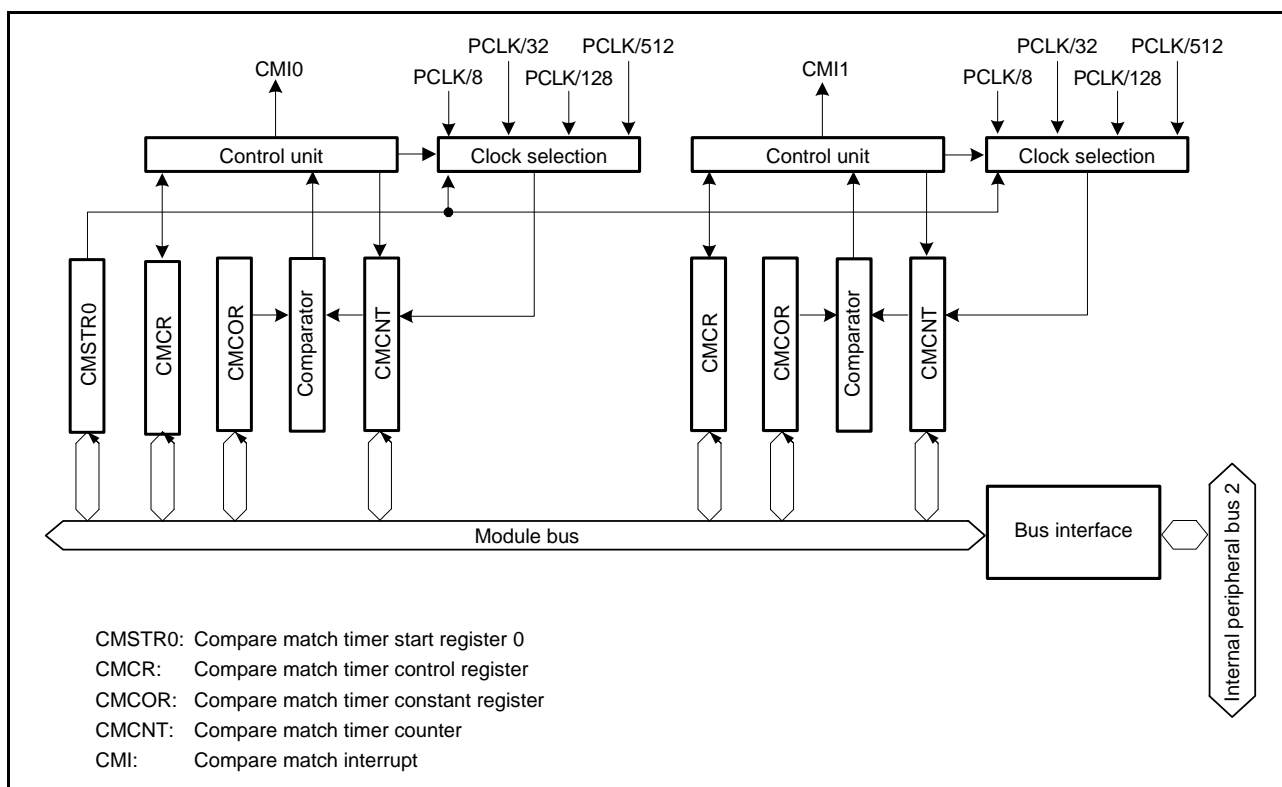 PCLK/32 PCLK/512 PCLK/32 PCLK/512
CMI0 PCLK/8 PCLK/128 CMI1 PCLK/8 PCLK/128
Control unit Clock selection Control unit Clock selection
CMSTR0 CMCR CMCOR Comparator CMCNT CMCR CMCOR Comparator CMCNT
Module bus Bus interface Internal peripheral bus 2
CMSTR0: Compare match timer start register 0
CMCR: Compare match timer control register
CMCOR: Compare match timer constant register
CMCNT: Compare match timer counter
CMI: Compare match interrupt